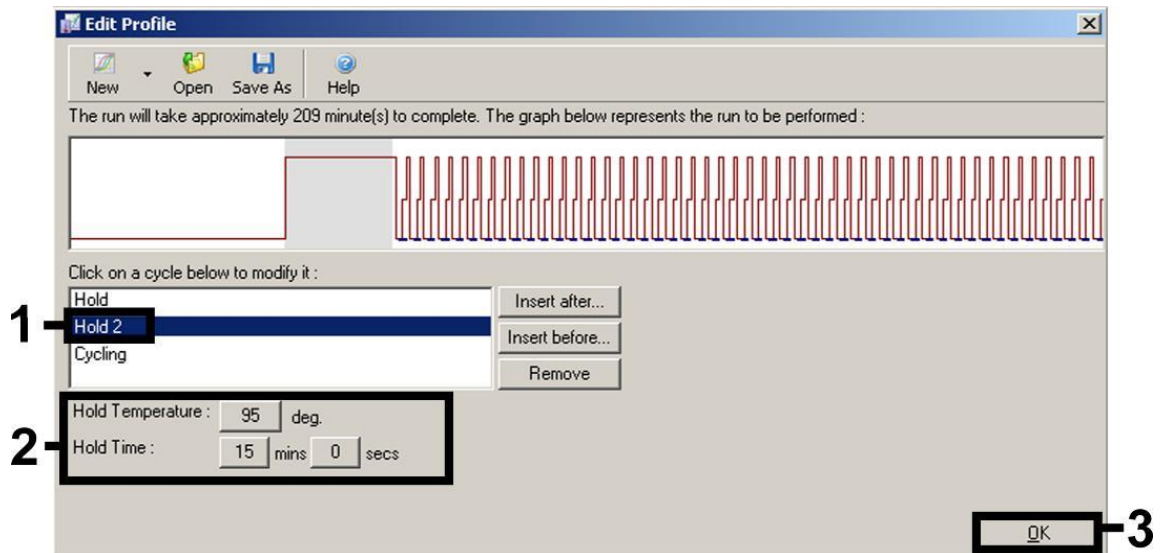 Edit Profile
New Open Save As Help
The run will take approximately 209 minute(s) to complete. The graph below represents the run to be performed :
Click on a cycle below to modify it :
Hold
Insert after...
1
Hold 2
Insert before...
Cycling
Remove
2
Hold Temperature : 95 deg.
Hold Time : 15 mins 0 secs
OK
3